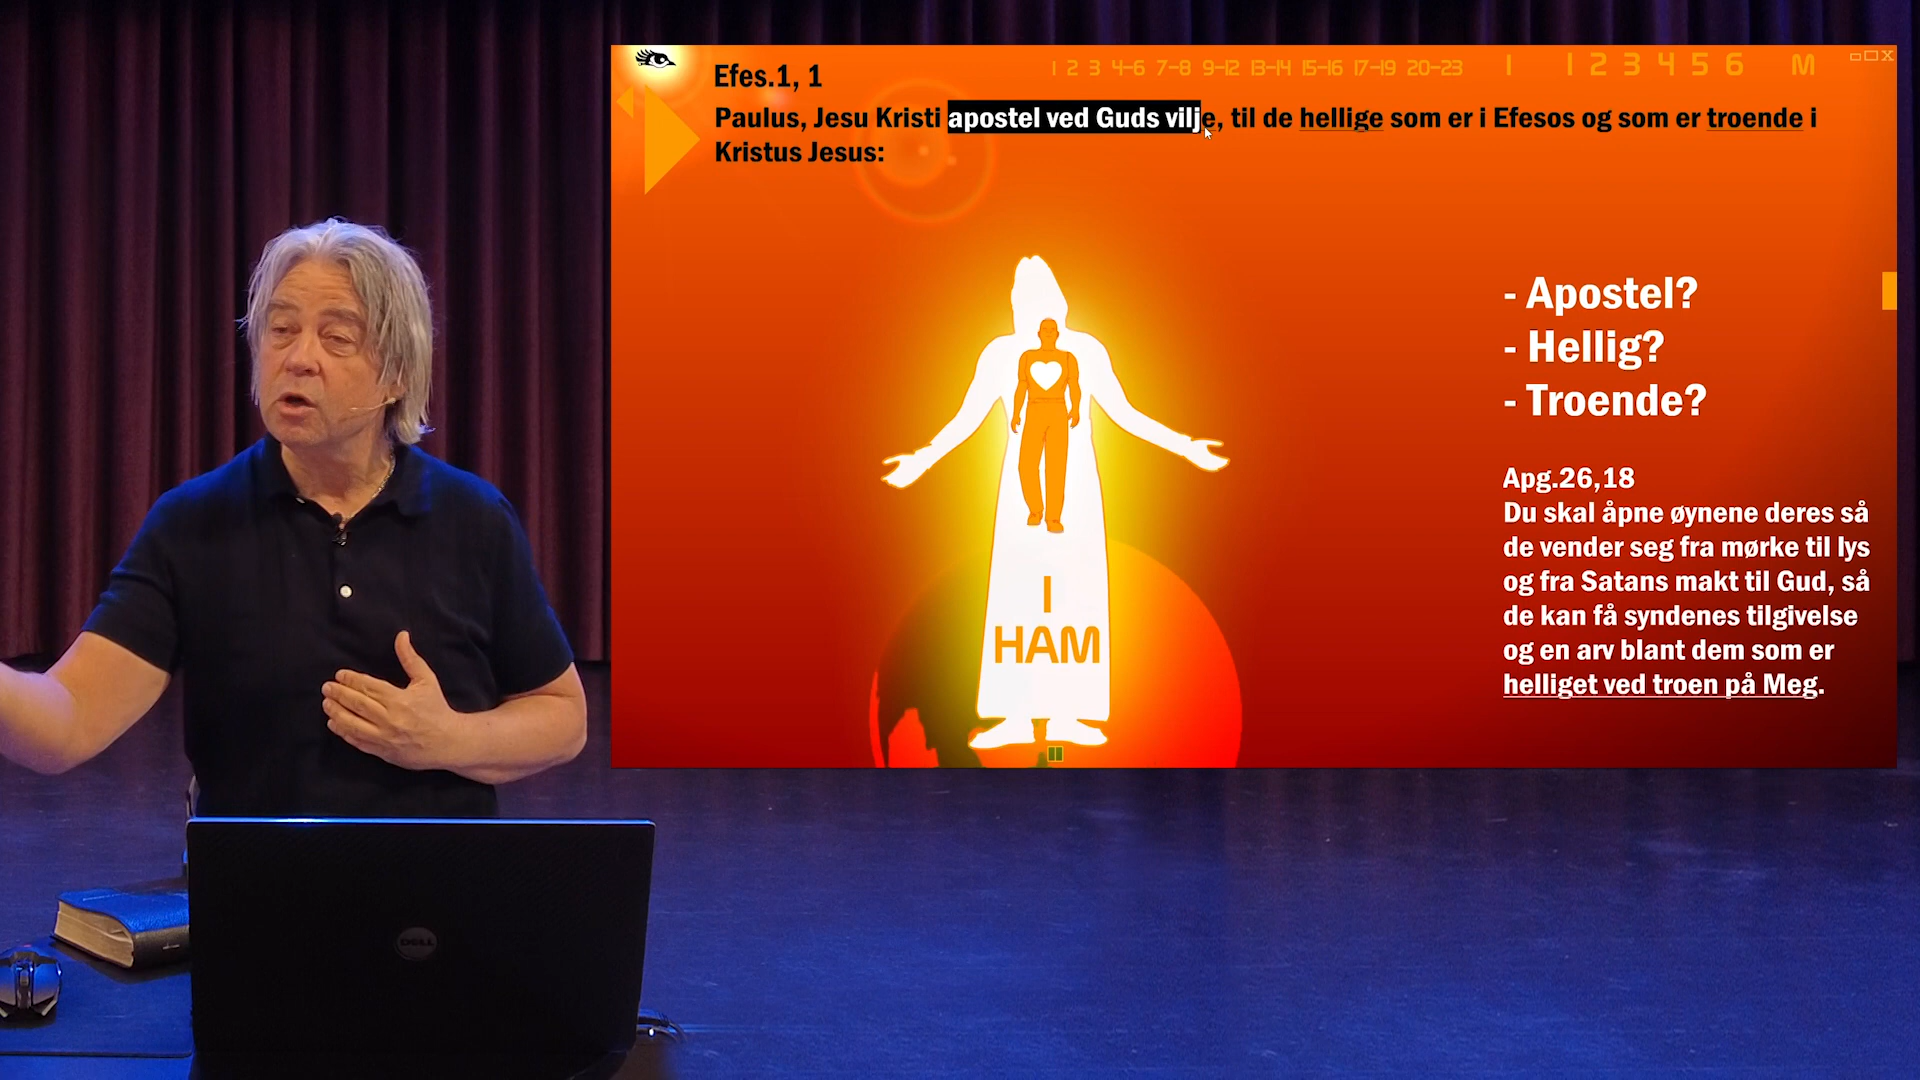 Efes.1, 1
1 2 3 4-6 7-8 9-12 13-14 15-16 17-19 20-23 1 1 2 3 4 5 6 M
Paulus, Jesu Kristi apostel ved Guds vilje, til de hellige som er i Efesos og som er troende i
Kristus Jesus:
- Apostel?
- Hellig?
- Troende?
Apg.26,18
Du skal åpne øynene deres så
de vender seg fra mørke til lys
og fra Satans makt til Gud, så
de kan få syndenes tilgivelse
og en arv blant dem som er
helliget ved troen på Meg.
I
HAM
DELL